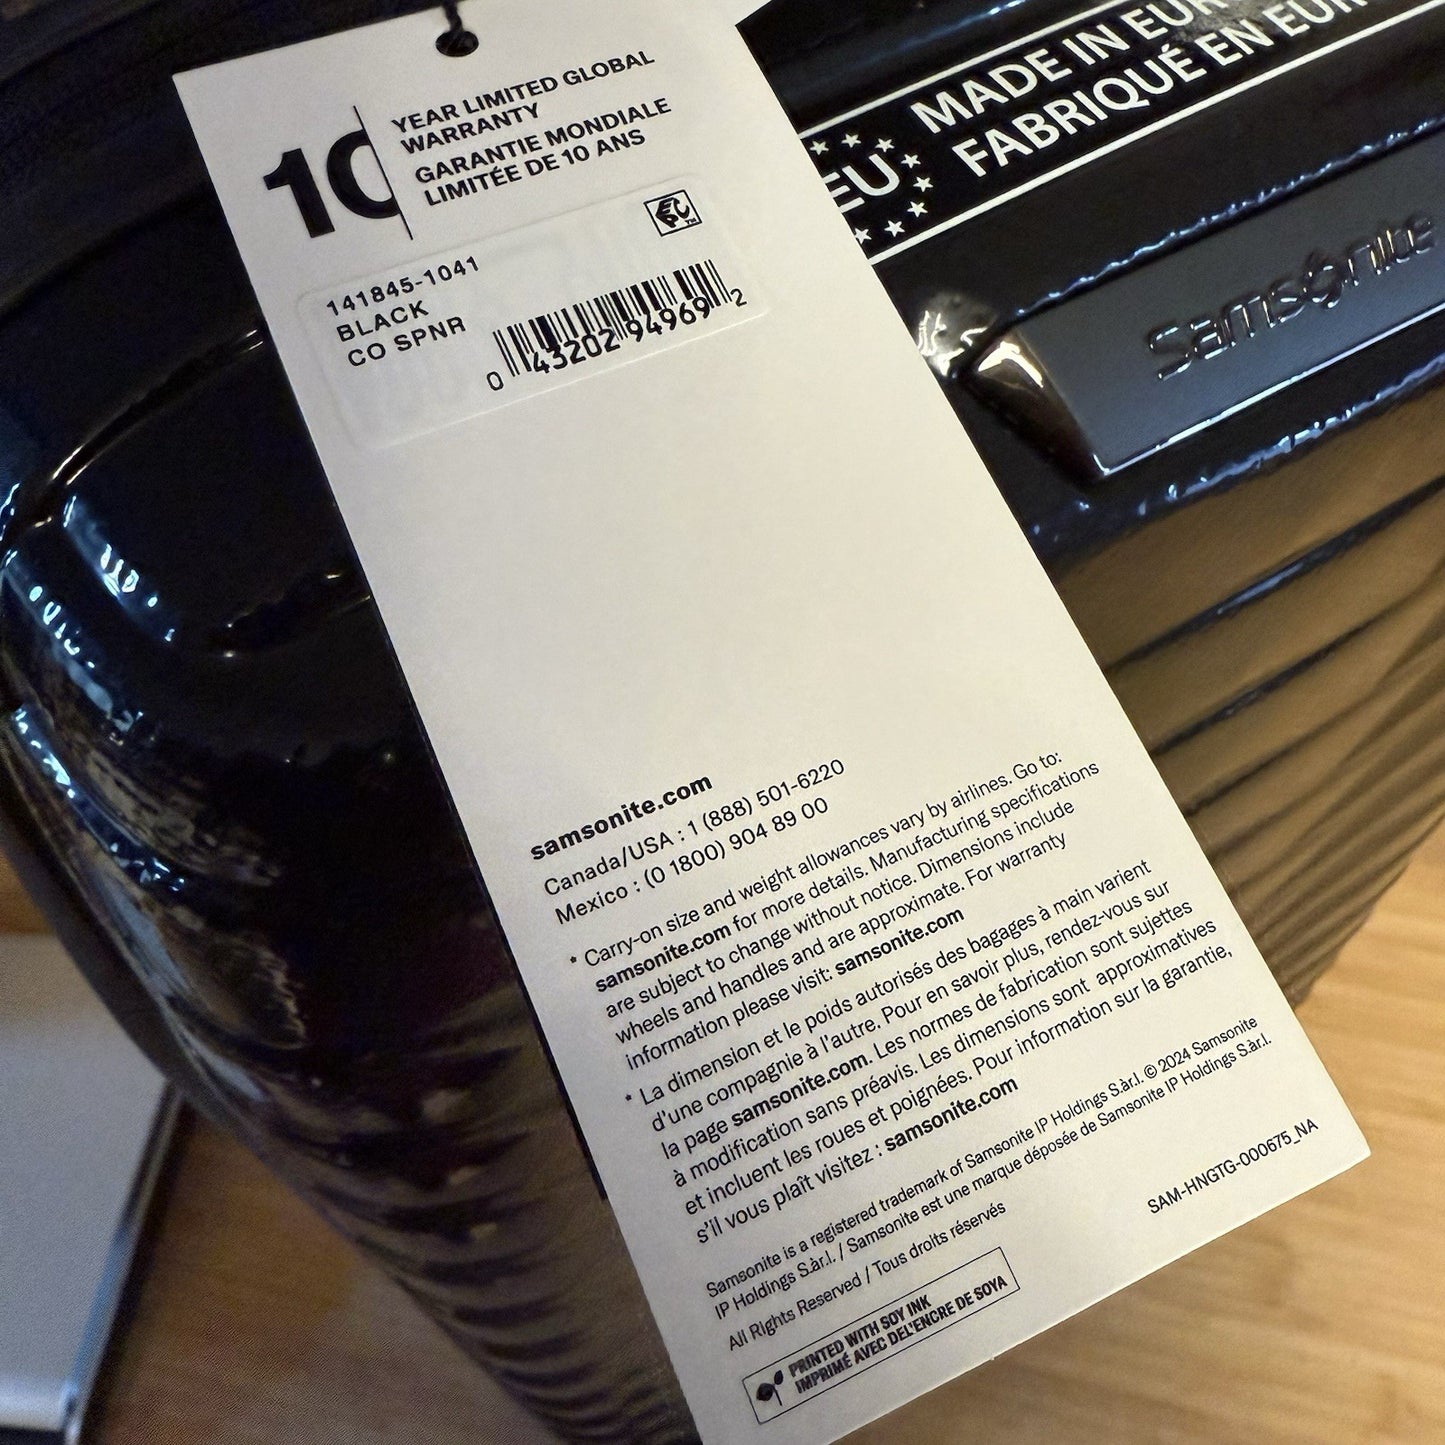 10
YEAR LIMITED GLOBAL
WARRANTY
GARANTIE MONDIALE
LIMITÉE DE 10 ANS
141845-1041
BLACK
CO SPNR
0 43202 94969 2
samsonite.com
Canada/USA : 1 (888) 501-6220
Mexico : (0 1800) 904 89 00
* Carry-on size and weight allowances vary by airlines. Go to:
samsonite.com for more details. Manufacturing specifications
are subject to change without notice. Dimensions include
wheels and handles and are approximate. For warranty
information please visit: samsonite.com
* La dimension et le poids autorisés des bagages à main varient
d'une compagnie à l'autre. Pour en savoir plus, rendez-vous sur
la page samsonite.com. Les normes de fabrication sont sujettes
à modification sans préavis. Les dimensions sont approximatives
et incluent les roues et poignées. Pour information sur la garantie,
s'il vous plaît visitez : samsonite.com
Samsonite is a registered trademark of Samsonite IP Holdings S.àr.l. © 2024 Samsonite
IP Holdings S.àr.l. / Samsonite est une marque déposée de Samsonite IP Holdings S.àr.l.
All Rights Reserved / Tous droits réservés
SAM-HNGTG-000675_NA
PRINTED WITH SOY INK
IMPRIMÉ AVEC DEL'ENCRE DE SOYA
EU
MADE IN EUR
FABRIQUÉ EN EUR
Samsonite